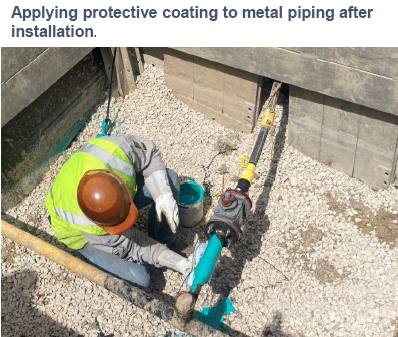 Applying protective coating to metal piping after
installation.